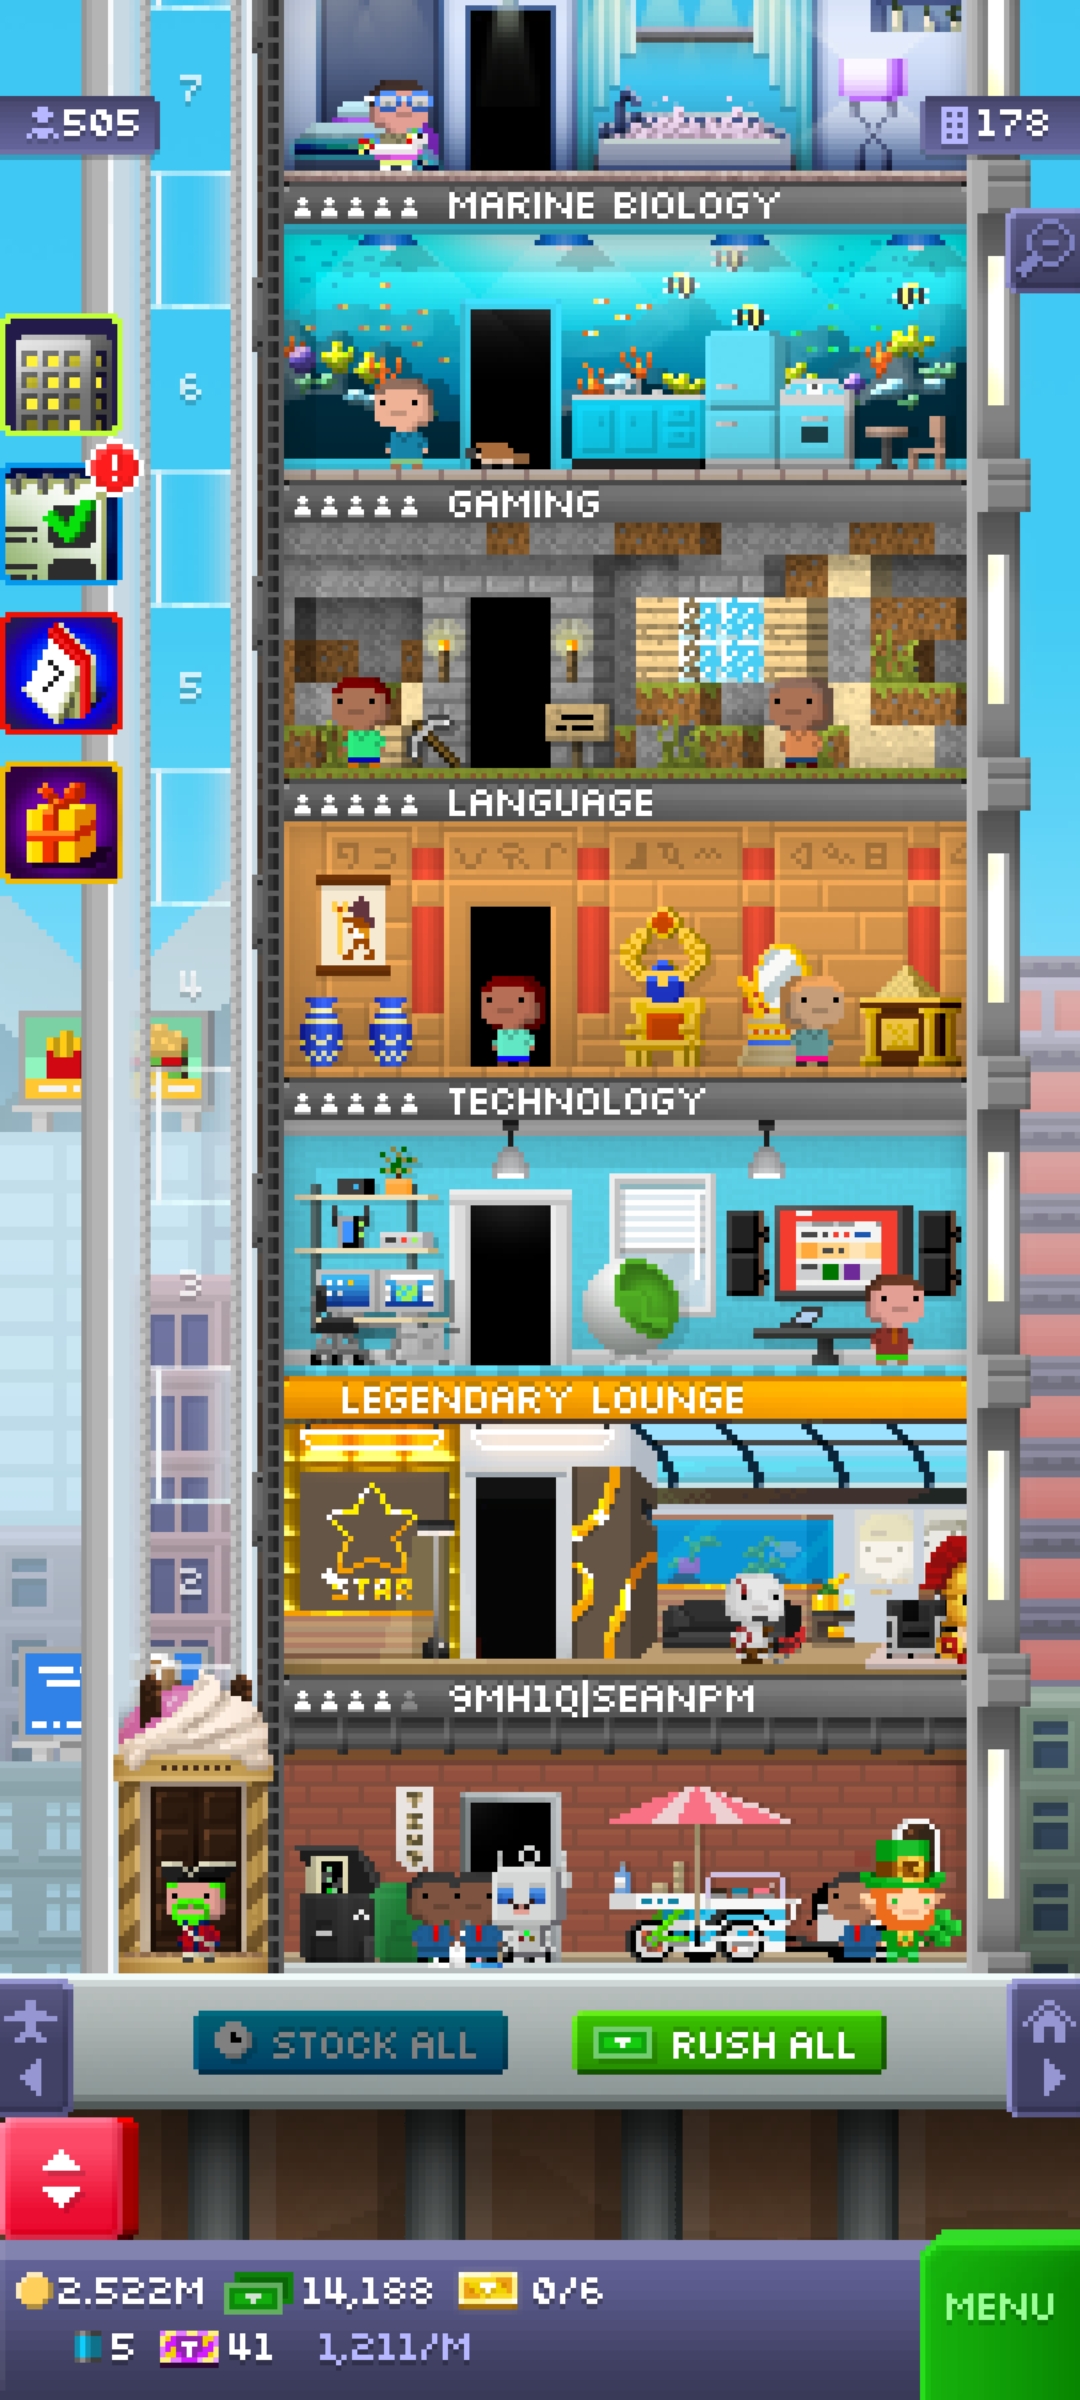 7
505
178
MARINE BIOLOGY
6
GAMING
5
LANGUAGE
4
TECHNOLOGY
3
LEGENDARY LOUNGE
STAR
2
9MH1Q|SEANPM
STOCK ALL
RUSH ALL
2.522M 14,188 0/6
MENU
5 41 1,211/M